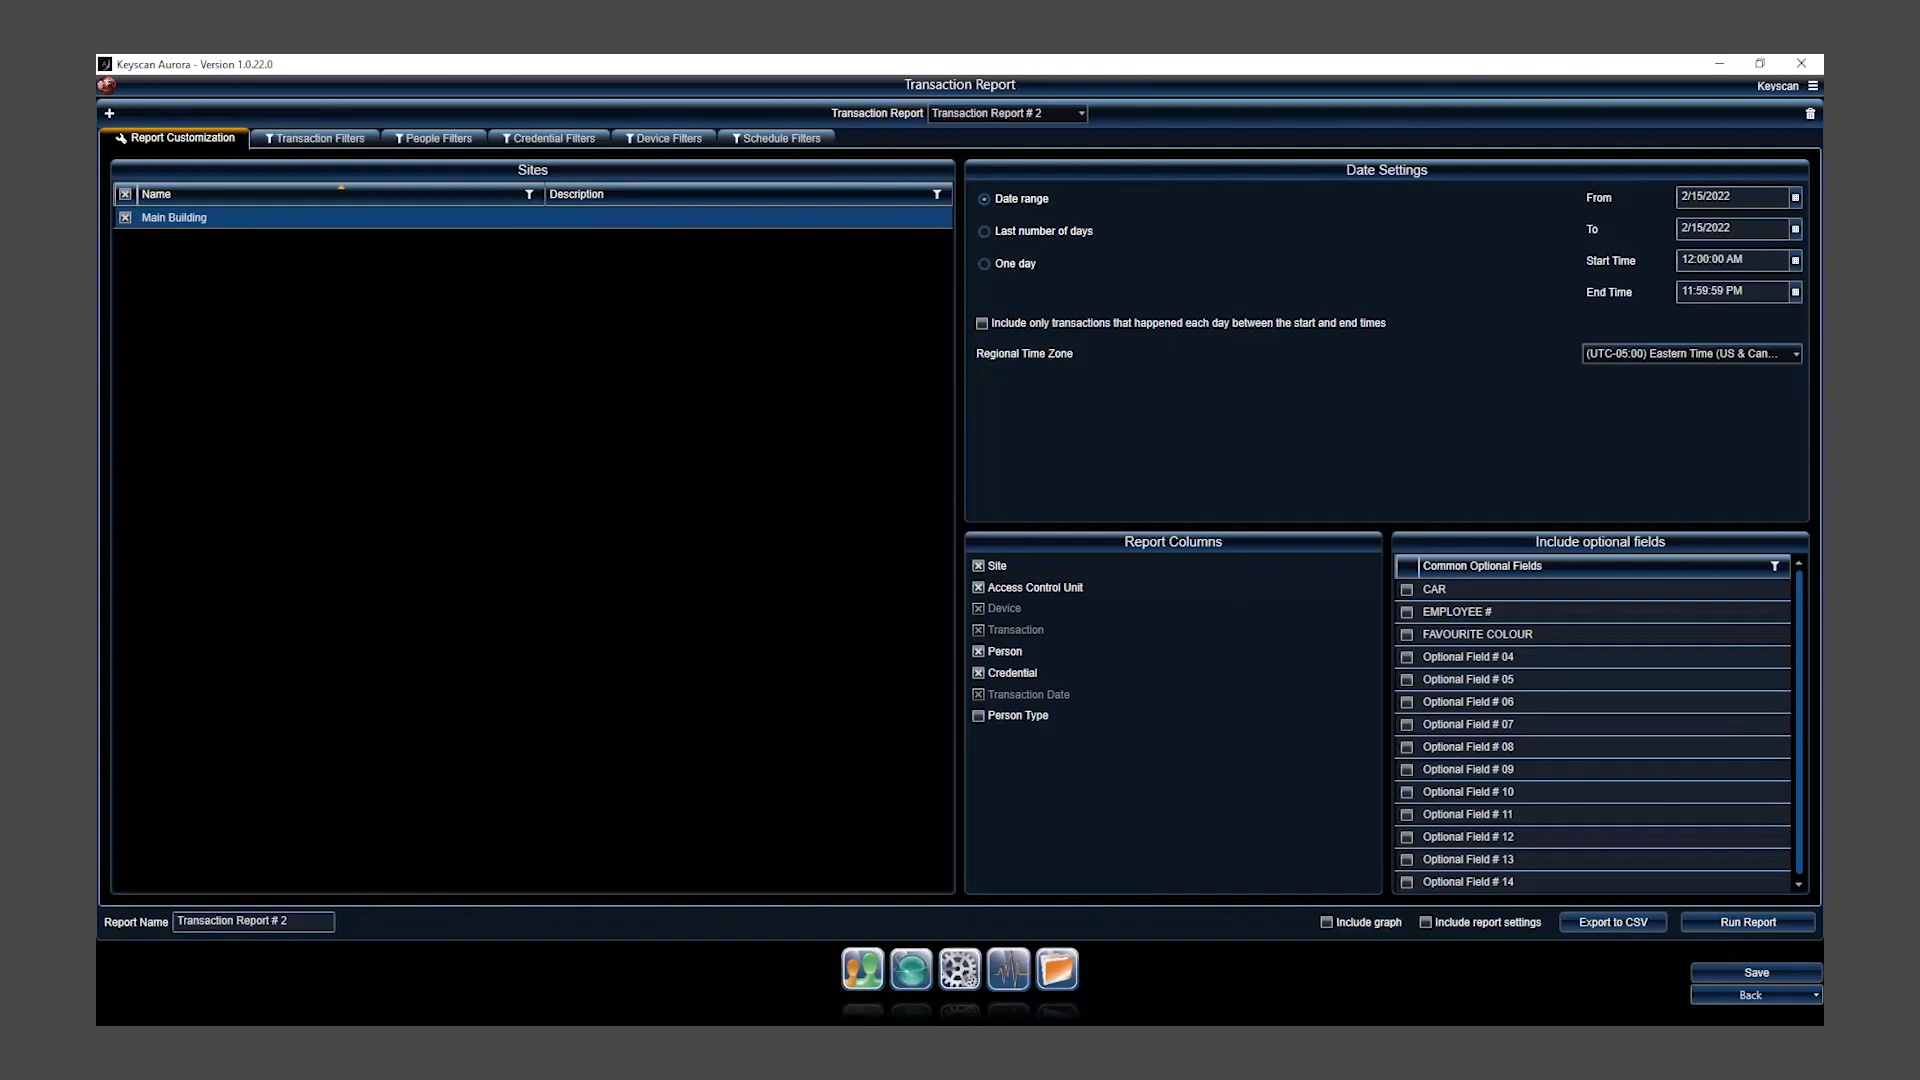 Keyscan Aurora - Version 1.0.22.0
Transaction Report
Keyscan
Transaction Report Transaction Report # 2
Report Customization Transaction Filters People Filters Credential Filters Device Filters Schedule Filters
Sites
Name Description
Main Building
Date Settings
Date range
Last number of days
One day
From 2/15/2022
To 2/15/2022
Start Time 12:00:00 AM
End Time 11:59:59 PM
Include only transactions that happened each day between the start and end times
Regional Time Zone (UTC-05:00) Eastern Time (US & Can...
Report Columns
Site
Access Control Unit
Device
Transaction
Person
Credential
Transaction Date
Person Type
Include optional fields
Common Optional Fields
CAR
EMPLOYEE #
FAVOURITE COLOUR
Optional Field # 04
Optional Field # 05
Optional Field # 06
Optional Field # 07
Optional Field # 08
Optional Field # 09
Optional Field # 10
Optional Field # 11
Optional Field # 12
Optional Field # 13
Optional Field # 14
Report Name Transaction Report # 2
Include graph Include report settings Export to CSV Run Report
Save
Back